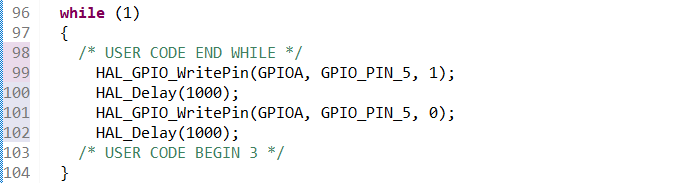 96 while (1)
97 {
98 /* USER CODE END WHILE */
99 HAL_GPIO_WritePin(GPIOA, GPIO_PIN_5, 1);
100 HAL_Delay(1000);
101 HAL_GPIO_WritePin(GPIOA, GPIO_PIN_5, 0);
102 HAL_Delay(1000);
103 /* USER CODE BEGIN 3 */
104 }